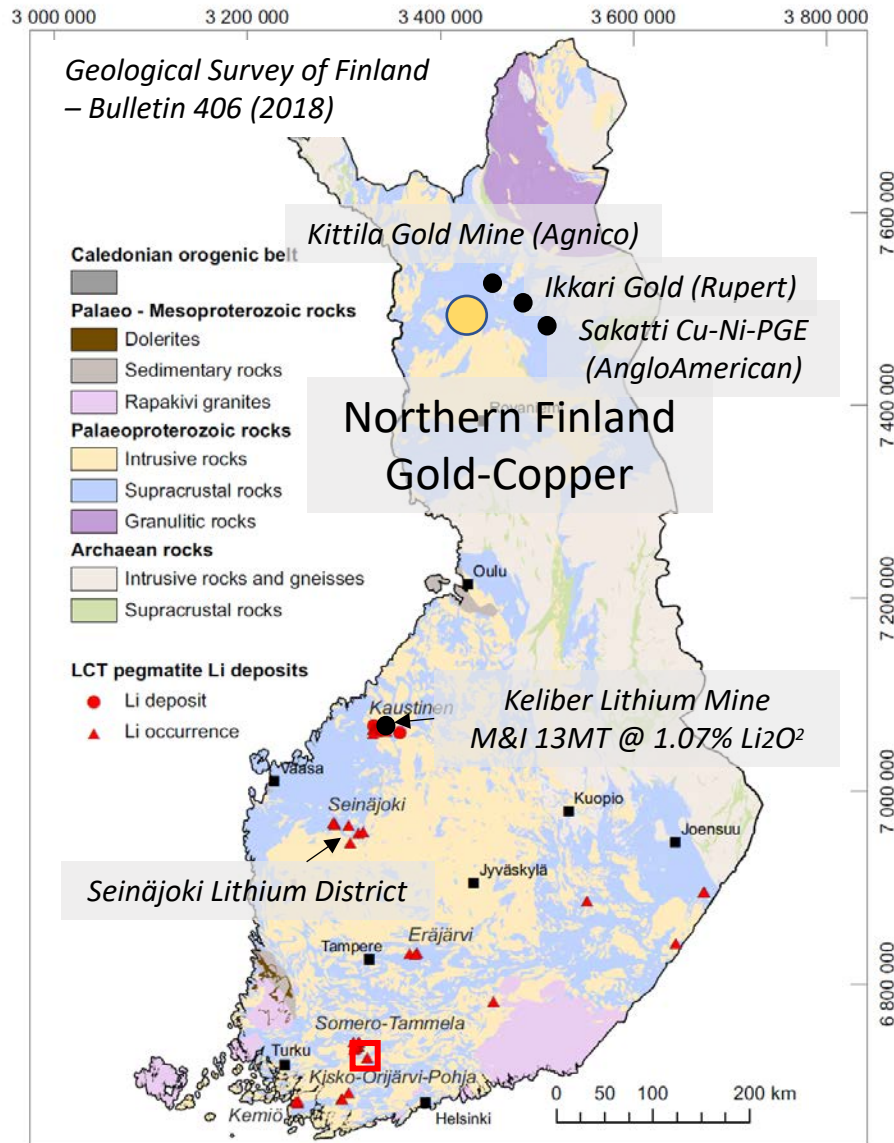 3 000 000
3 200 000
3 400 000
3 600 000
3 800 000
Geological Survey of Finland
– Bulletin 406 (2018)
7 600 000
Kittila Gold Mine (Agnico)
Caledonian orogenic belt
Ikkari Gold (Rupert)
Palaeo - Mesoproterozoic rocks
Dolerites
Sakatti Cu-Ni-PGE
(AngloAmerican)
Sedimentary rocks
Rapakivi granites
7 400 000
Rovaniemi
Northern Finland
Gold-Copper
Palaeoproterozoic rocks
Intrusive rocks
Supracrustal rocks
Granulitic rocks
Archaean rocks
Intrusive rocks and gneisses
Supracrustal rocks
Oulu
7 200 000
LCT pegmatite Li deposits
Li deposit
Li occurrence
Kaustinen
Keliber Lithium Mine
M&I 13MT @ 1.07% Li2O²
Vaasa
7 000 000
Seinäjoki
Kuopio
Joensuu
Jyväskylä
Seinäjoki Lithium District
Eräjärvi
Tampere
6 800 000
Somero-Tammela
Turku
Kisko-Orijärvi-Pohja
Kemiö
Helsinki
0 50 100 200 km